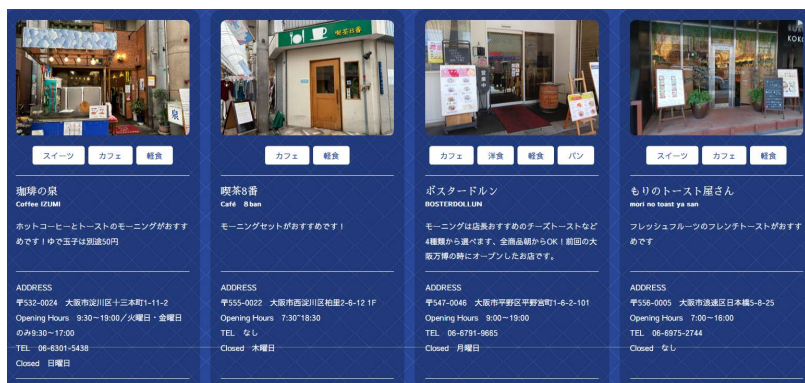 喫茶8番
泉
営業中
KOKO
スイーツ
カフェ
軽食
珈琲の泉
Coffee IZUMI
ホットコーヒーとトーストのモーニングがおすす
めです！ゆで玉子は別途50円
ADDRESS
〒532-0024　大阪市淀川区十三本町1-11-2
Opening Hours　9:30〜19:00／火曜日・金曜日
のみ9:30〜17:00
TEL　06-6301-5438
Closed　日曜日
カフェ
軽食
喫茶8番
Café　8 ban
モーニングセットがおすすめです！
ADDRESS
〒555-0022　大阪市西淀川区柏里2-6-12 1F
Opening Hours　7:30~18:30
TEL　なし
Closed　木曜日
カフェ
洋食
軽食
パン
ボスタードルン
BOSTERDOLLUN
モーニングは店長おすすめのチーズトーストなど
4種類から選べます、全商品朝からOK！前回の大
阪万博の時にオープンしたお店です。
ADDRESS
〒547-0046　大阪市平野区平野宮町1-6-2-101
Opening Hours　9:00〜19:00
TEL　06-6791-9665
Closed　月曜日
スイーツ
カフェ
軽食
もりのトースト屋さん
mori no toast ya san
フレッシュフルーツのフレンチトーストがおすす
めです
ADDRESS
〒556-0005　大阪市浪速区日本橋5-8-25
Opening Hours　7:00〜16:00
TEL　06-6975-2744
Closed　なし